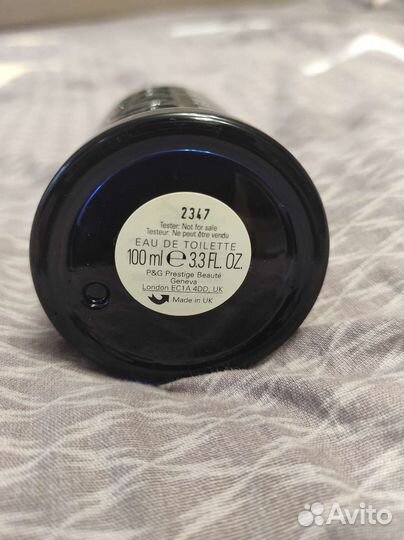 2347
Tester: Not for sale
Testeur: Ne peut être vendu
EAU DE TOILETTE
100 ml ℮ 3.3 FL. OZ.
P&G Prestige Beauté
Geneva
London EC1A 4DD, UK
Made in UK
Avito